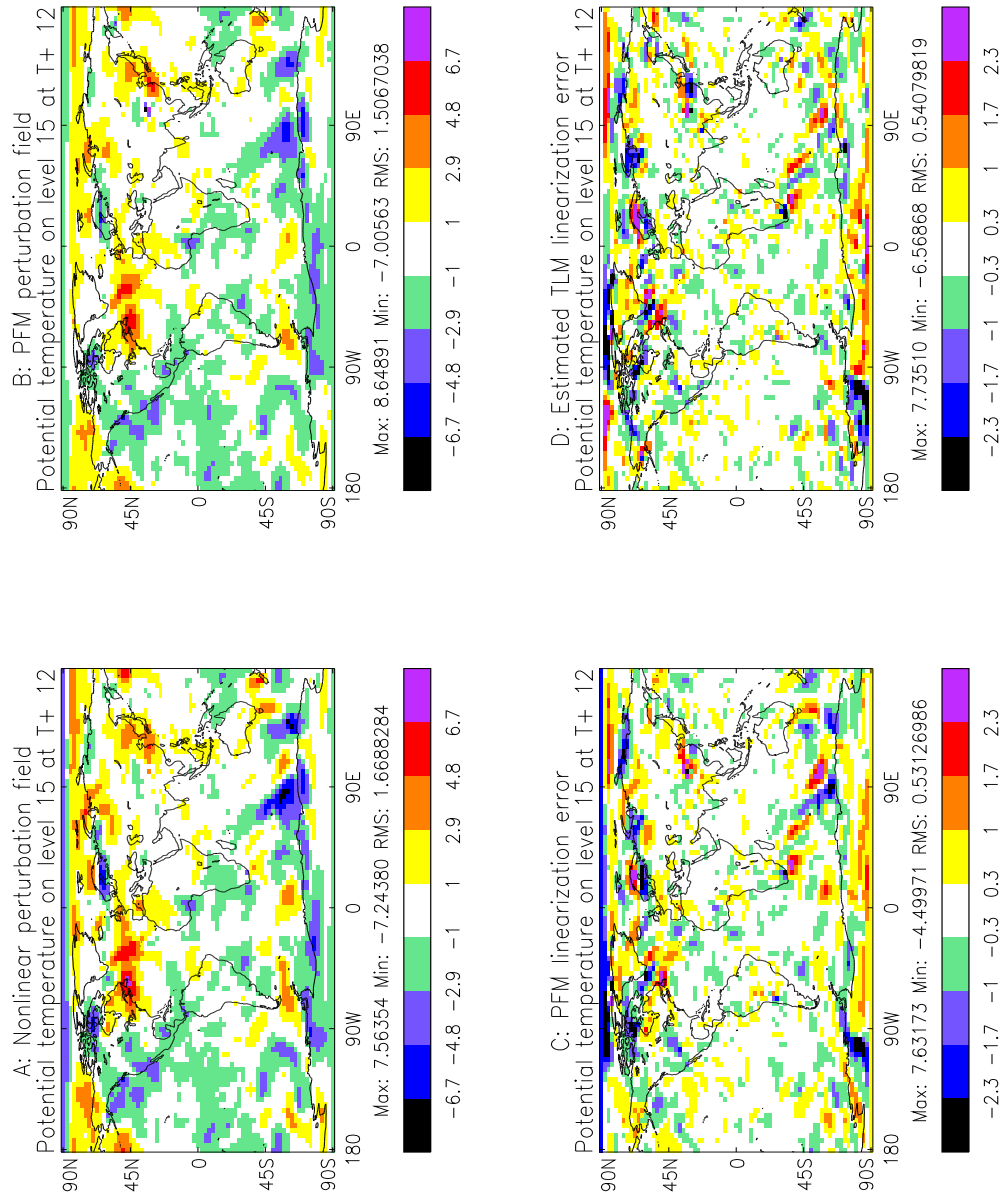 A: Nonlinear perturbation field
Potential temperature on level 15 at T+ 12
90N
45N
0
45S
90S
180 90W 0 90E
Max: 7.56354 Min: −7.24380 RMS: 1.6688284
−6.7 −4.8 −2.9 −1 1 2.9 4.8 6.7
B: PFM perturbation field
Potential temperature on level 15 at T+ 12
90N
45N
0
45S
90S
180 90W 0 90E
Max: 8.64891 Min: −7.00563 RMS: 1.5067038
−6.7 −4.8 −2.9 −1 1 2.9 4.8 6.7
C: PFM linearization error
Potential temperature on level 15 at T+ 12
90N
45N
0
45S
90S
180 90W 0 90E
Max: 7.63173 Min: −4.49971 RMS: 0.53126986
−2.3 −1.7 −1 −0.3 0.3 1 1.7 2.3
D: Estimated TLM linearization error
Potential temperature on level 15 at T+ 12
90N
45N
0
45S
90S
180 90W 0 90E
Max: 7.73510 Min: −6.56868 RMS: 0.54079819
−2.3 −1.7 −1 −0.3 0.3 1 1.7 2.3